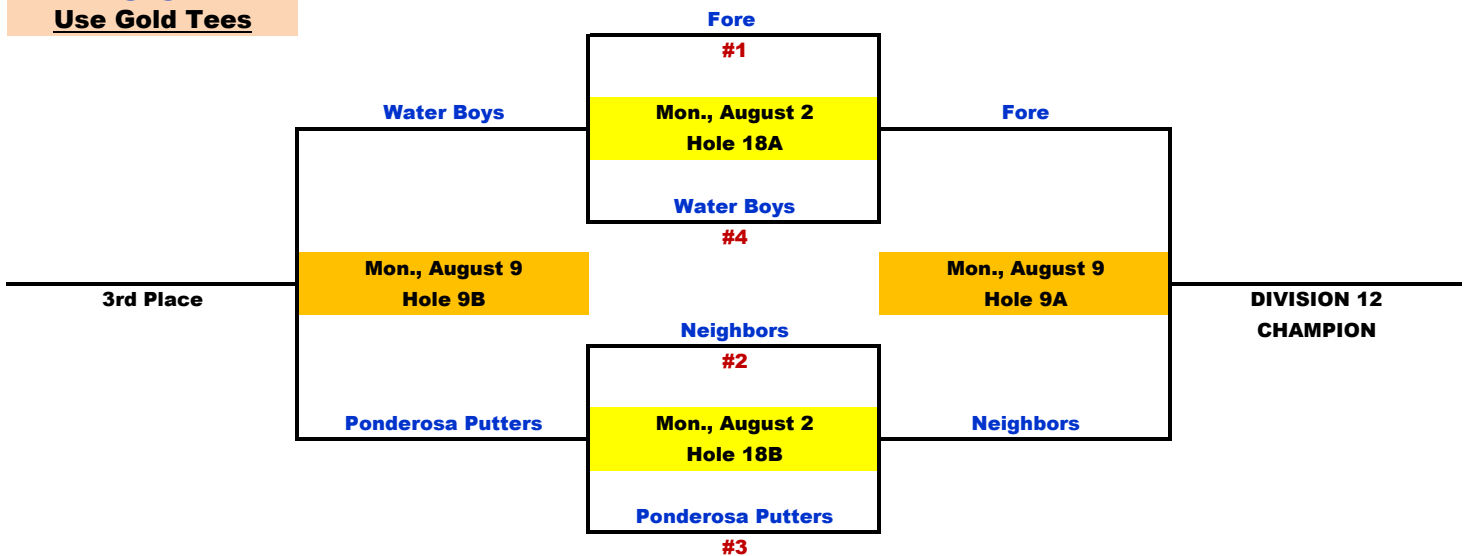 Use Gold Tees
Fore
#1
Water Boys
Mon., August 2
Hole 18A
Fore
Water Boys
#4
Mon., August 9
Hole 9B
Mon., August 9
Hole 9A
3rd Place
DIVISION 12
CHAMPION
Neighbors
#2
Ponderosa Putters
Mon., August 2
Hole 18B
Neighbors
Ponderosa Putters
#3